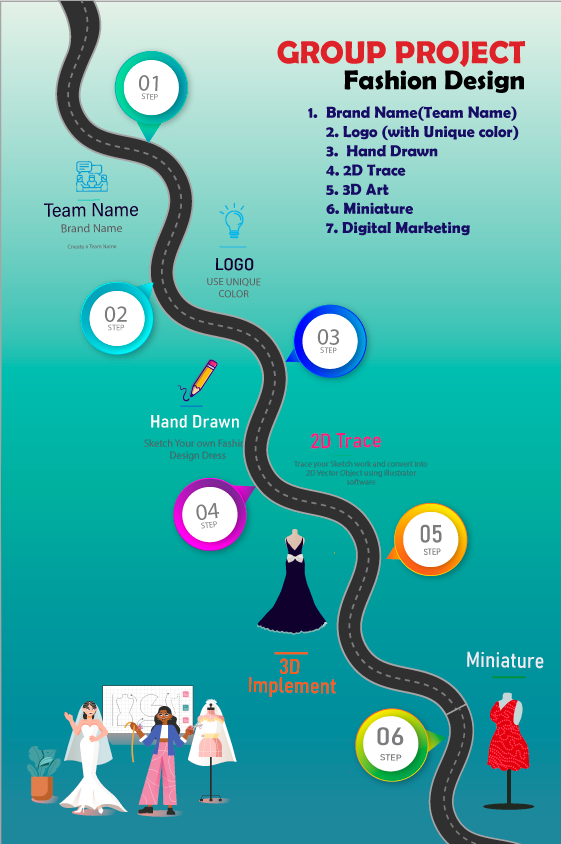 GROUP PROJECT
Fashion Design
1. Brand Name(Team Name)
2. Logo (with Unique color)
3. Hand Drawn
4. 2D Trace
5. 3D Art
6. Miniature
7. Digital Marketing
01
STEP
Team Name
Brand Name
Create a Team Name
LOGO
USE UNIQUE
COLOR
02
STEP
03
STEP
Hand Drawn
Sketch Your own Fashio
Design Dress
2D Trace
Trace your Sketch work and convert into
2D Vector Object using Illustrator
software
04
STEP
05
STEP
3D
Implement
Miniature
06
STEP